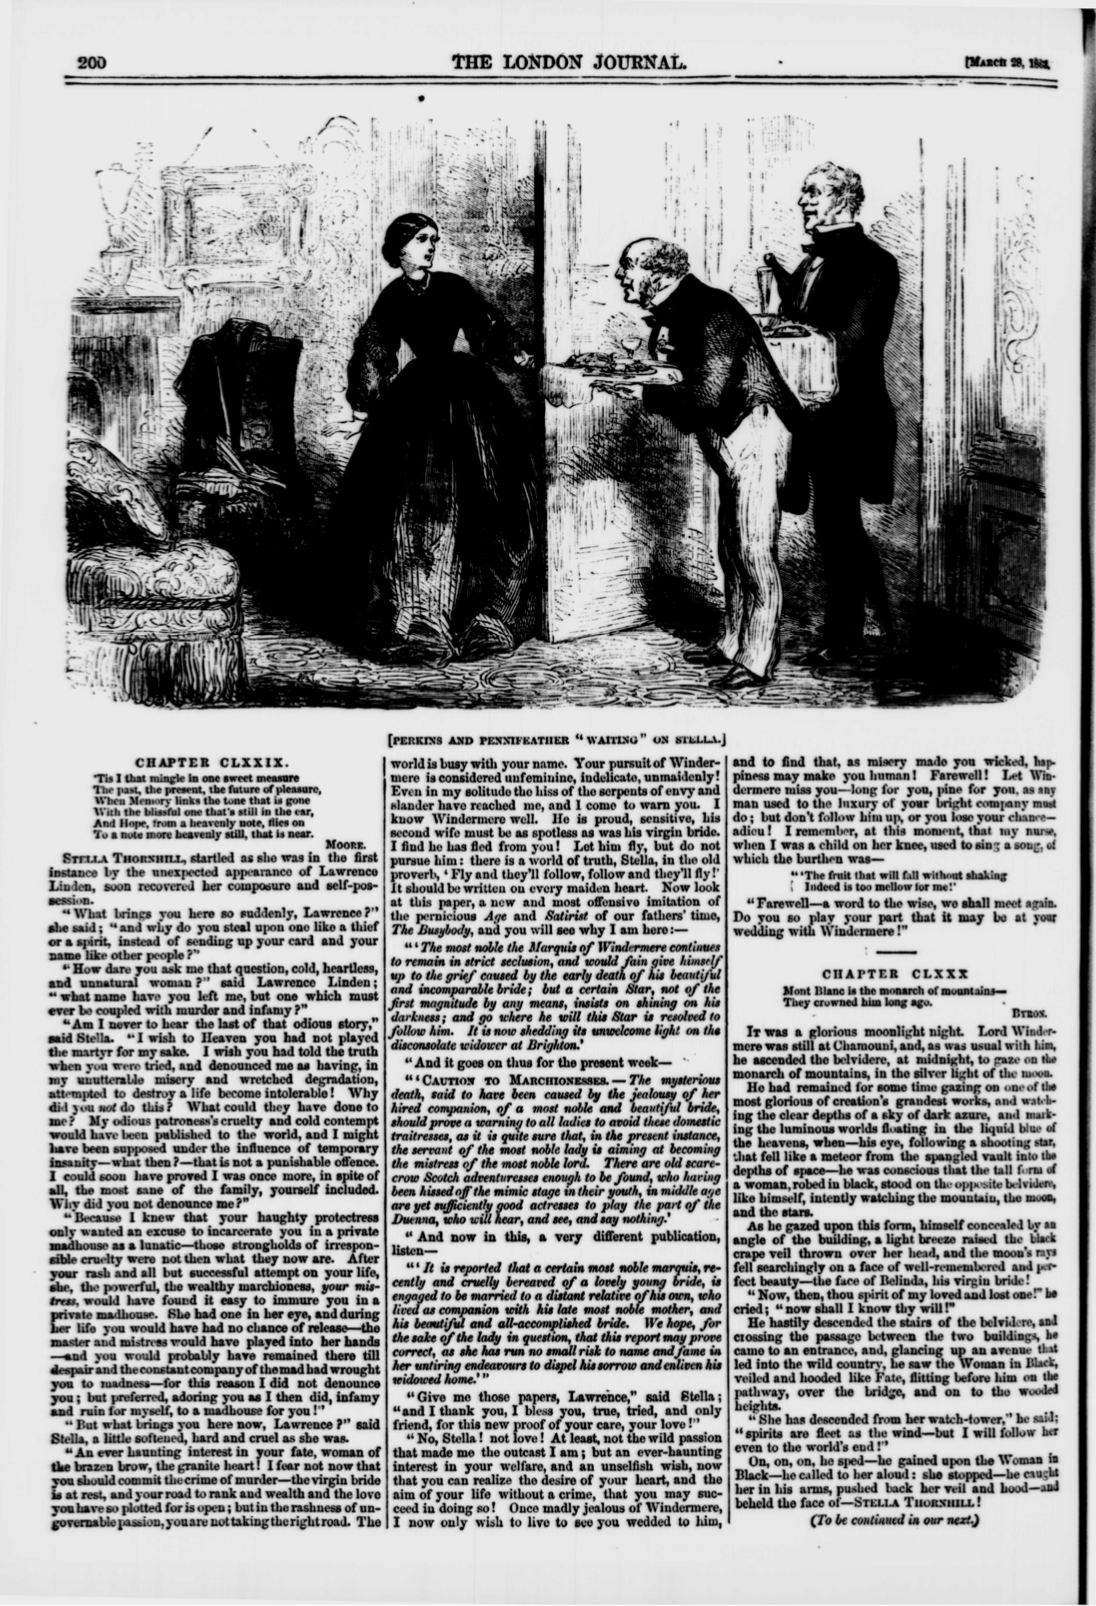 200
THE LONDON JOURNAL.
[MARCH 28,
[PERKINS AND PENNIFEATHER "WAITING" ON STELLA.]
CHAPTER CLXXIX.
'Tis I that mingle in one sweet measure
The past, the present, the future of pleasure,
When Memory links the tone that is gone
With the blissful one that's still in the ear,
And Hope, from a heavenly note, flies on
To a note more heavenly still, that is near.
MOORE.
STELLA THORNHILL, startled as she was in the first
instance by the unexpected appearance of Lawrence
Linden, soon recovered her composure and self-pos-
session.
"What brings you here so suddenly, Lawrence?"
she said; "and why do you steal upon one like a thief
or a spirit, instead of sending up your card and your
name like other people?"
"How dare you ask me that question, cold, heartless,
and unnatural woman?" said Lawrence Linden;
"what name have you left me, but one which must
ever be coupled with murder and infamy?"
"Am I never to hear the last of that odious story,"
said Stella. "I wish to Heaven you had not played
the martyr for my sake. I wish you had told the truth
when you were tried, and denounced me as having, in
my unutterable misery and wretched degradation,
attempted to destroy a life become intolerable! Why
did you not do this? What could they have done to
me? My odious patroness's cruelty and cold contempt
would have been published to the world, and I might
have been supposed under the influence of temporary
insanity—what then?—that is not a punishable offence.
I could soon have proved I was once more, in spite of
all, the most sane of the family, yourself included.
Why did you not denounce me?"
"Because I knew that your haughty protectress
only wanted an excuse to incarcerate you in a private
madhouse as a lunatic—those strongholds of irrespon-
sible cruelty were not then what they now are. After
your rash and all but successful attempt on your life,
she, the powerful, the wealthy marchioness, your mis-
tress, would have found it easy to immure you in a
private madhouse. She had one in her eye, and during
her life you would have had no chance of release—the
master and mistress would have played into her hands
—and you would probably have remained there till
despair and the constant company of the mad had wrought
you to madness—for this reason I did not denounce
you; but preferred, adoring you as I then did, infamy
and ruin for myself, to a madhouse for you!"
"But what brings you here now, Lawrence?" said
Stella, a little softened, hard and cruel as she was.
"An ever haunting interest in your fate, woman of
the brazen brow, the granite heart! I fear not now that
you should commit the crime of murder—the virgin bride
is at rest, and your road to rank and wealth and the love
you have so plotted for is open; but in the rashness of un-
governable passion, you are not taking the right road. The
world is busy with your name. Your pursuit of Winder-
mere is considered unfeminine, indelicate, unmaidenly!
Even in my solitude the hiss of the serpents of envy and
slander have reached me, and I come to warn you. I
know Windermere well. He is proud, sensitive, his
second wife must be as spotless as was his virgin bride.
I find he has fled from you! Let him fly, but do not
pursue him: there is a world of truth, Stella, in the old
proverb, 'Fly and they'll follow, follow and they'll fly!'
It should be written on every maiden heart. Now look
at this paper, a new and most offensive imitation of
the pernicious Age and Satirist of our fathers' time,
The Busybody, and you will see why I am here:—
"'The most noble the Marquis of Windermere continues
to remain in strict seclusion, and would fain give himself
up to the grief caused by the early death of his beautiful
and incomparable bride; but a certain Star, not of the
first magnitude by any means, insists on shining on his
darkness; and go where he will this Star is resolved to
follow him. It is now shedding its unwelcome light on the
disconsolate widower at Brighton.'
"And it goes on thus for the present week—
"'CAUTION TO MARCHIONESSES.—The mysterious
death, said to have been caused by the jealousy of her
hired companion, of a most noble and beautiful bride,
should prove a warning to all ladies to avoid these domestic
traitresses, as it is quite sure that, in the present instance,
the servant of the most noble lady is aiming at becoming
the mistress of the most noble lord. There are old scare-
crow Scotch adventuresses enough to be found, who having
been hissed off the mimic stage in their youth, in middle age
are yet sufficiently good actresses to play the part of the
Duenna, who will hear, and see, and say nothing.'
"And now in this, a very different publication,
listen—
"'It is reported that a certain most noble marquis, re-
cently and cruelly bereaved of a lovely young bride, is
engaged to be married to a distant relative of his own, who
lived as companion with his late most noble mother, and
his beautiful and all-accomplished bride. We hope, for
the sake of the lady in question, that this report may prove
correct, as she has run no small risk to name and fame in
her untiring endeavours to dispel his sorrow and enliven his
widowed home.'"
"Give me those papers, Lawrence," said Stella;
"and I thank you, I bless you, true, tried, and only
friend, for this new proof of your care, your love!"
"No, Stella! not love! At least, not the wild passion
that made me the outcast I am; but an ever-haunting
interest in your welfare, and an unselfish wish, now
that you can realize the desire of your heart, and the
aim of your life without a crime, that you may suc-
ceed in doing so! Once madly jealous of Windermere,
I now only wish to live to see you wedded to him,
and to find that, as misery made you wicked, hap-
piness may make you human! Farewell! Let Win-
dermere miss you—long for you, pine for you, as any
man used to the luxury of your bright company must
do; but don't follow him up, or you lose your chance—
adieu! I remember, at this moment, that my nurse,
when I was a child on her knee, used to sing a song, of
which the burthen was—
"'The fruit that will fall without shaking
Indeed is too mellow for me!'
"Farewell—a word to the wise, we shall meet again.
Do you so play your part that it may be at your
wedding with Windermere!"
CHAPTER CLXXX
Mont Blanc is the monarch of mountains—
They crowned him long ago.
BYRON.
IT was a glorious moonlight night. Lord Winder-
mere was still at Chamouni, and, as was usual with him,
he ascended the belvidere, at midnight, to gaze on the
monarch of mountains, in the silver light of the moon.
He had remained for some time gazing on one of the
most glorious of creation's grandest works, and watch-
ing the clear depths of a sky of dark azure, and mark-
ing the luminous worlds floating in the liquid blue of
the heavens, when—his eye, following a shooting star,
that fell like a meteor from the spangled vault into the
depths of space—he was conscious that the tall form of
a woman, robed in black, stood on the opposite belvidere,
like himself, intently watching the mountain, the moon,
and the stars.
As he gazed upon this form, himself concealed by an
angle of the building, a light breeze raised the black
crape veil thrown over her head, and the moon's rays
fell searchingly on a face of well-remembered and per-
fect beauty—the face of Belinda, his virgin bride!
"Now, then, thou spirit of my loved and lost one!" he
cried; "now shall I know thy will!"
He hastily descended the stairs of the belvidere, and
crossing the passage between the two buildings, he
came to an entrance, and, glancing up an avenue that
led into the wild country, he saw the Woman in Black,
veiled and hooded like Fate, flitting before him on the
pathway, over the bridge, and on to the wooded
heights.
"She has descended from her watch-tower," he said;
"spirits are fleet as the wind—but I will follow her
even to the world's end!"
On, on, on, he sped—he gained upon the Woman in
Black—he called to her aloud: she stopped—he caught
her in his arms, pushed back her veil and hood—and
beheld the face of—STELLA THORNHILL!
(To be continued in our next.)